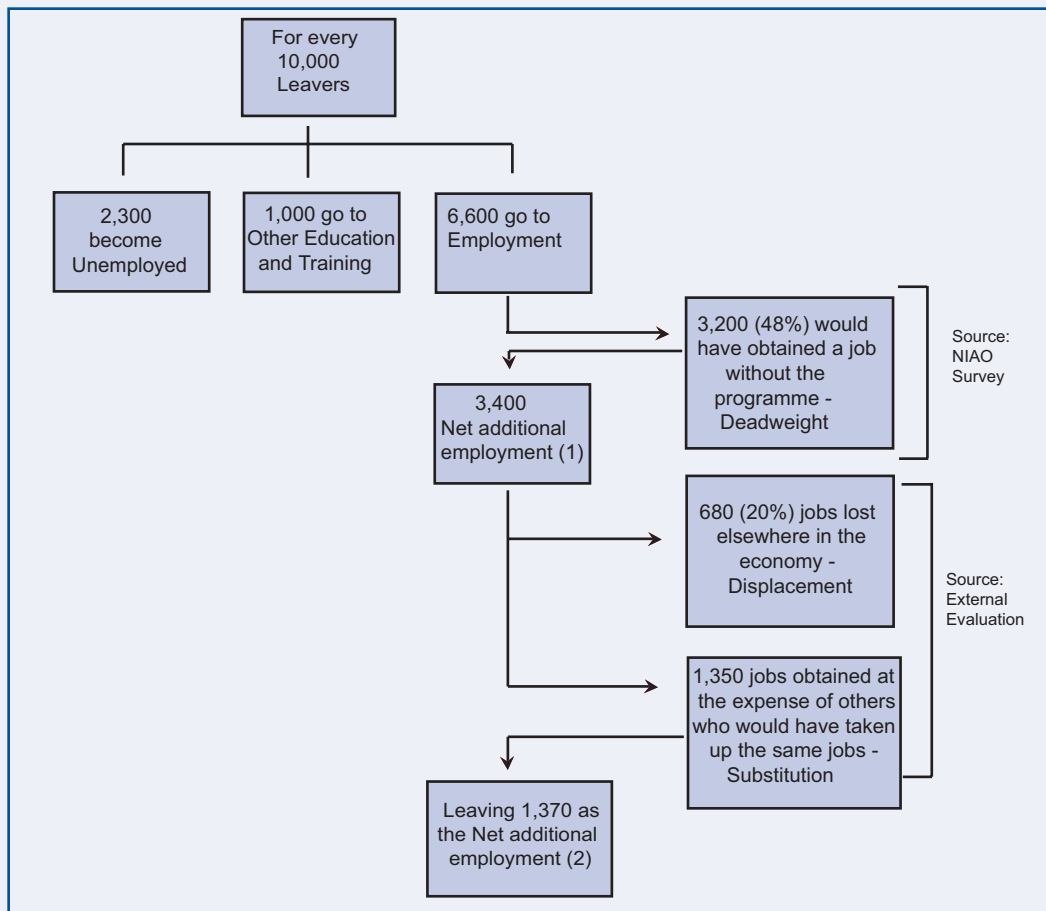 For every
10,000
Leavers
2,300
become
Unemployed
1,000 go to
Other Education
and Training
6,600 go to
Employment
3,200 (48%) would
have obtained a job
without the
programme -
Deadweight
Source:
NIAO
Survey
3,400
Net additional
employment (1)
680 (20%) jobs lost
elsewhere in the
economy -
Displacement
Source:
External
Evaluation
1,350 jobs obtained at
the expense of others
who would have taken
up the same jobs -
Substitution
Leaving 1,370 as
the Net additional
employment (2)